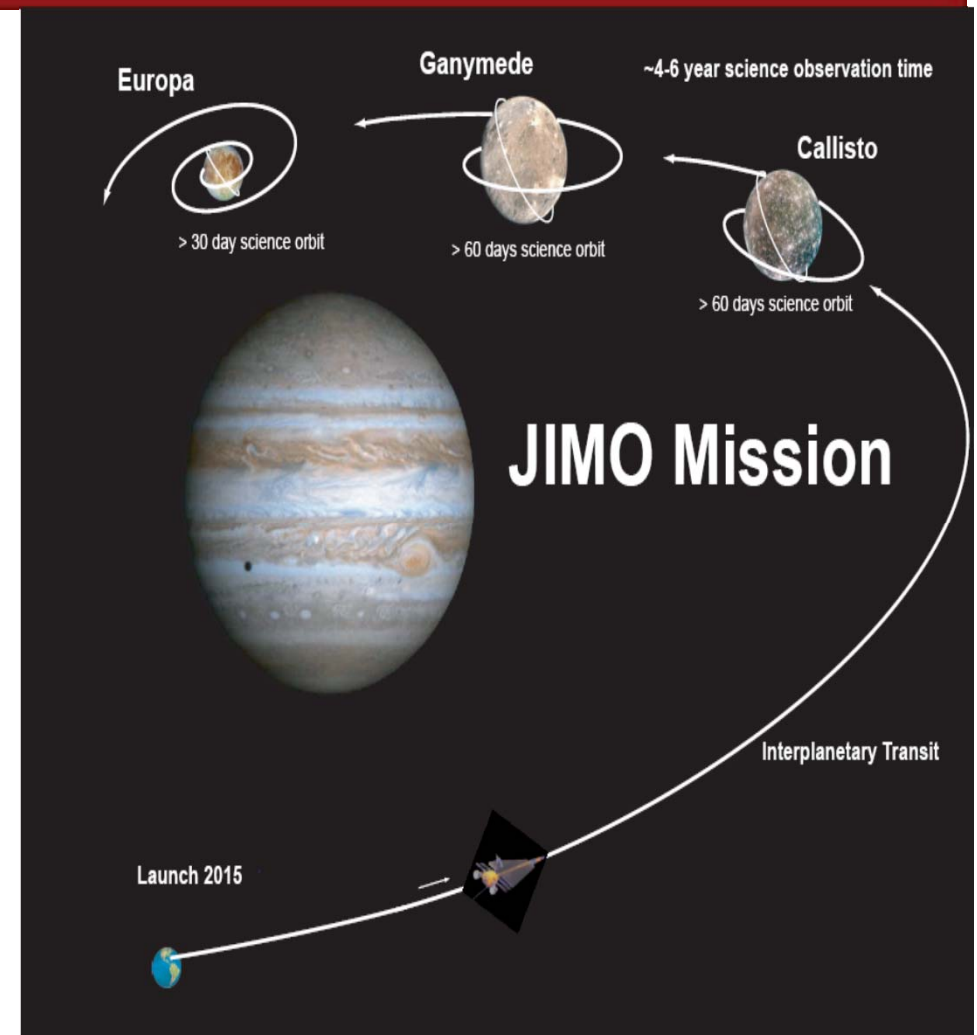 Europa
Ganymede
~4-6 year science observation time
Callisto
> 30 day science orbit
> 60 days science orbit
> 60 days science orbit
JIMO Mission
Interplanetary Transit
Launch 2015